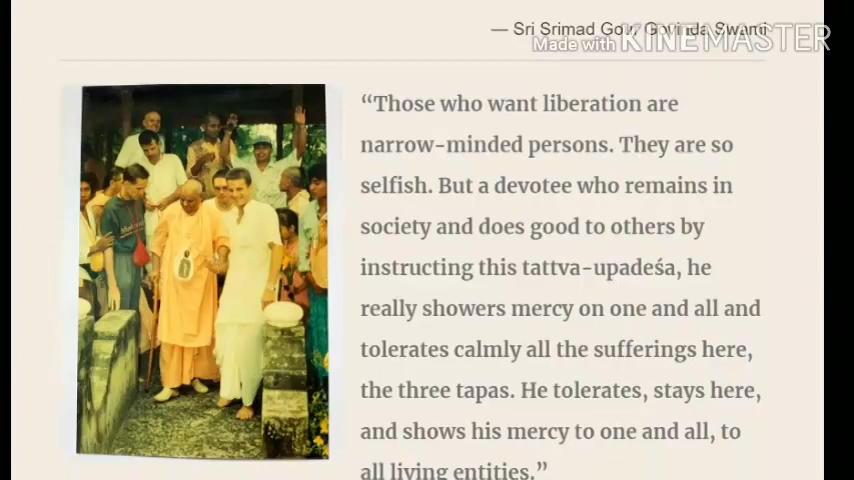 — Sri Srimad Gour Govinda Swami
Made with KINEMASTER
“Those who want liberation are
narrow-minded persons. They are so
selfish. But a devotee who remains in
society and does good to others by
instructing this tattva-upadeśa, he
really showers mercy on one and all and
tolerates calmly all the sufferings here,
the three tapas. He tolerates, stays here,
and shows his mercy to one and all, to
all living entities.”